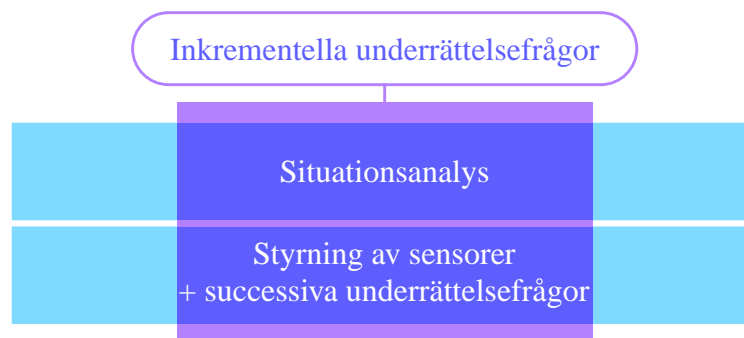 Inkrementella underrättelsefrågor
Situationsanalys
Styrning av sensorer
+ successiva underrättelsefrågor